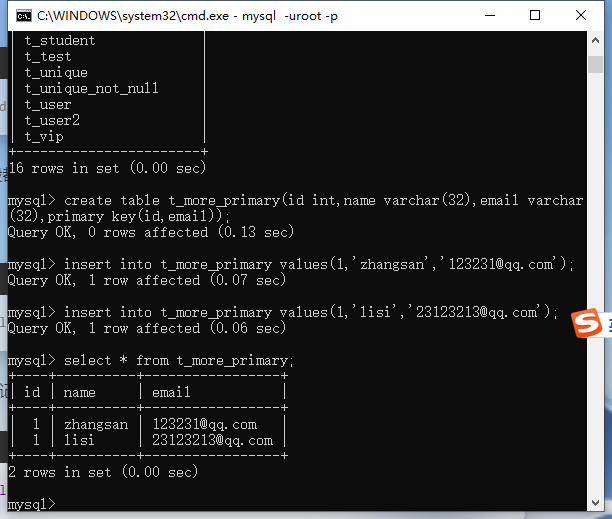 C:\WINDOWS\system32\cmd.exe - mysql  -uroot -p
| t_student             |
| t_test                |
| t_unique              |
| t_unique_not_null     |
| t_user                |
| t_user2               |
| t_vip                 |
+-----------------------+
16 rows in set (0.00 sec)
mysql> create table t_more_primary(id int,name varchar(32),email varchar
(32),primary key(id,email));
Query OK, 0 rows affected (0.13 sec)
mysql> insert into t_more_primary values(1,'zhangsan','123231@qq.com');
Query OK, 1 row affected (0.07 sec)
mysql> insert into t_more_primary values(1,'lisi','23123213@qq.com');
Query OK, 1 row affected (0.06 sec)
mysql> select * from t_more_primary;
+----+----------+-----------------+
| id | name     | email           |
+----+----------+-----------------+
|  1 | zhangsan | 123231@qq.com   |
|  1 | lisi     | 23123213@qq.com |
+----+----------+-----------------+
2 rows in set (0.00 sec)
mysql>